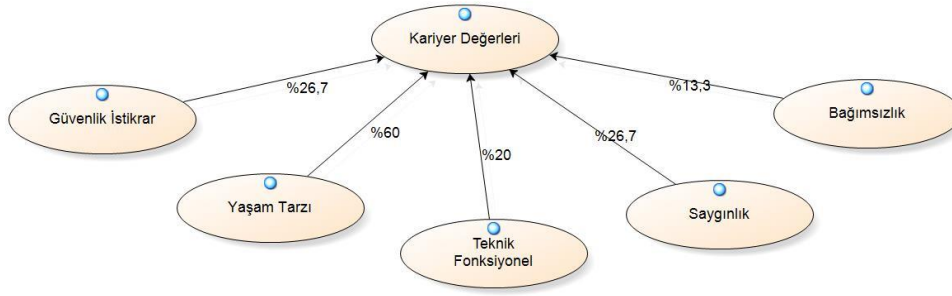 Kariyer Değerleri
%26,7
%13,3
Güvenlik İstikrar
Bağımsızlık
%60
%20
%26,7
Yaşam Tarzı
Saygınlık
Teknik
Fonksiyonel